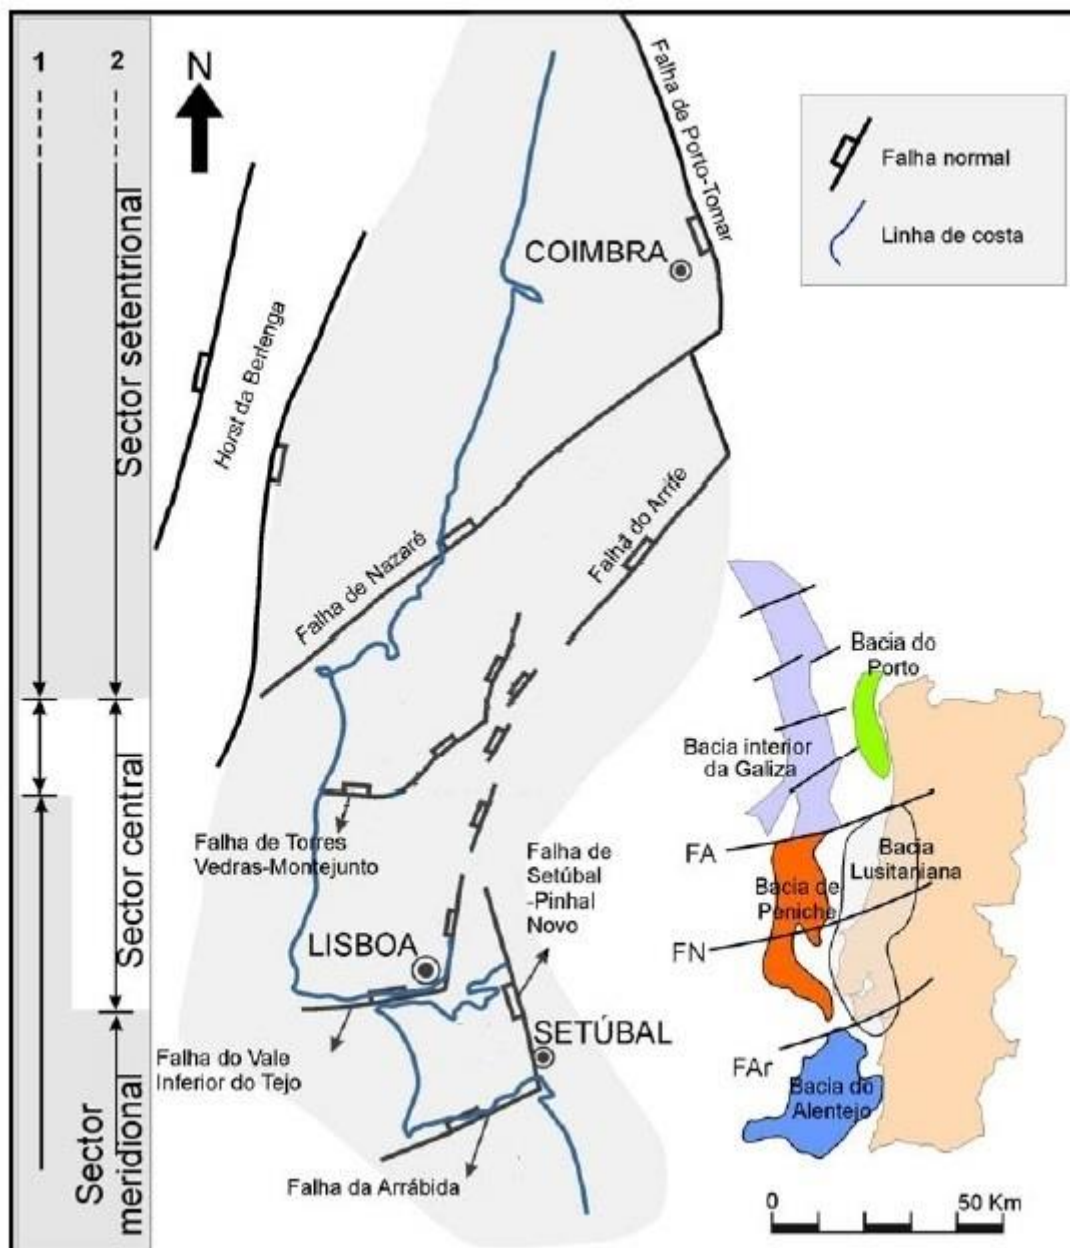 1
2
N
Falha de Porto-Tomar
Falha normal
Linha de costa
COIMBRA
Sector setentrional
Horst da Berlenga
Falha de Nazaré
Falha do Arrife
Bacia do
Porto
Bacia interior
da Galiza
Falha de Torres
Vedras-Montejunto
Falha de
Setúbal
-Pinhal
Novo
FA
Bacia
Lusitaniana
Bacia de
Peniche
Sector central
LISBOA
FN
SETÚBAL
Falha do Vale
Inferior do Tejo
FAr
Bacia do
Alentejo
Sector
meridional
Falha da Arrábida
0 50 Km